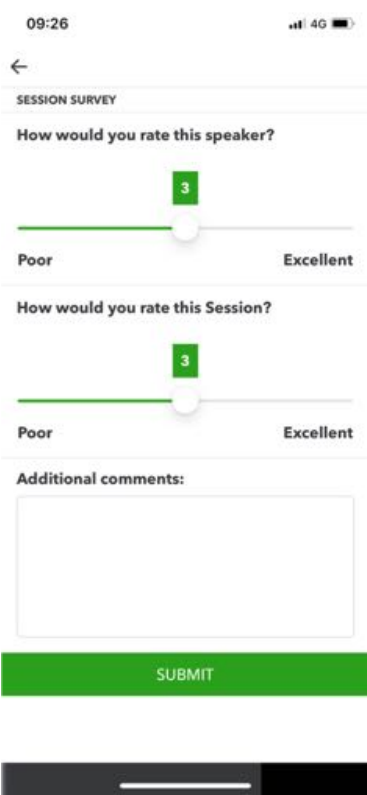 09:26 4G
SESSION SURVEY
How would you rate this speaker?
3
Poor Excellent
How would you rate this Session?
3
Poor Excellent
Additional comments:
SUBMIT